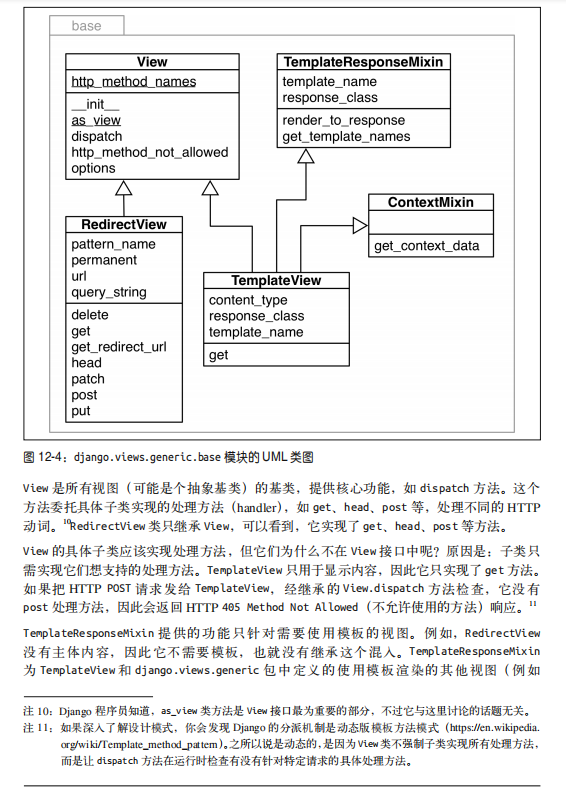 base
View
http_method_names
__init__
as_view
dispatch
http_method_not_allowed
options
TemplateResponseMixin
template_name
response_class
render_to_response
get_template_names
ContextMixin
get_context_data
RedirectView
pattern_name
permanent
url
query_string
delete
get
get_redirect_url
head
patch
post
put
TemplateView
content_type
response_class
template_name
get
图 12-4：django.views.generic.base 模块的 UML 类图
View 是所有视图（可能是个抽象基类）的基类，提供核心功能，如 dispatch 方法。这个
方法委托具体子类实现的处理方法（handler），如 get、head、post 等，处理不同的 HTTP
动词。¹⁰RedirectView 类只继承 View，可以看到，它实现了 get、head、post 等方法。
View 的具体子类应该实现处理方法，但它们为什么不在 View 接口中呢？原因是：子类只
需实现它们想支持的处理方法。TemplateView 只用于显示内容，因此它只实现了 get 方法。
如果把 HTTP POST 请求发给 TemplateView，经继承的 View.dispatch 方法检查，它没有
post 处理方法，因此会返回 HTTP 405 Method Not Allowed（不允许使用的方法）响应。¹¹
TemplateResponseMixin 提供的功能只针对需要使用模板的视图。例如，RedirectView
没有主体内容，因此它不需要模板，也就没有继承这个混入。TemplateResponseMixin
为 TemplateView 和 django.views.generic 包中定义的使用模板渲染的其他视图（例如
注 10：Django 程序员知道，as_view 类方法是 View 接口最为重要的部分，不过它与这里讨论的话题无关。
注 11：如果深入了解设计模式，你会发现 Django 的分派机制是动态版模板方法模式（https://en.wikipedia.
org/wiki/Template_method_pattern）。之所以说是动态的，是因为 View 类不强制子类实现所有处理方法，
而是让 dispatch 方法在运行时检查有没有针对特定请求的具体处理方法。